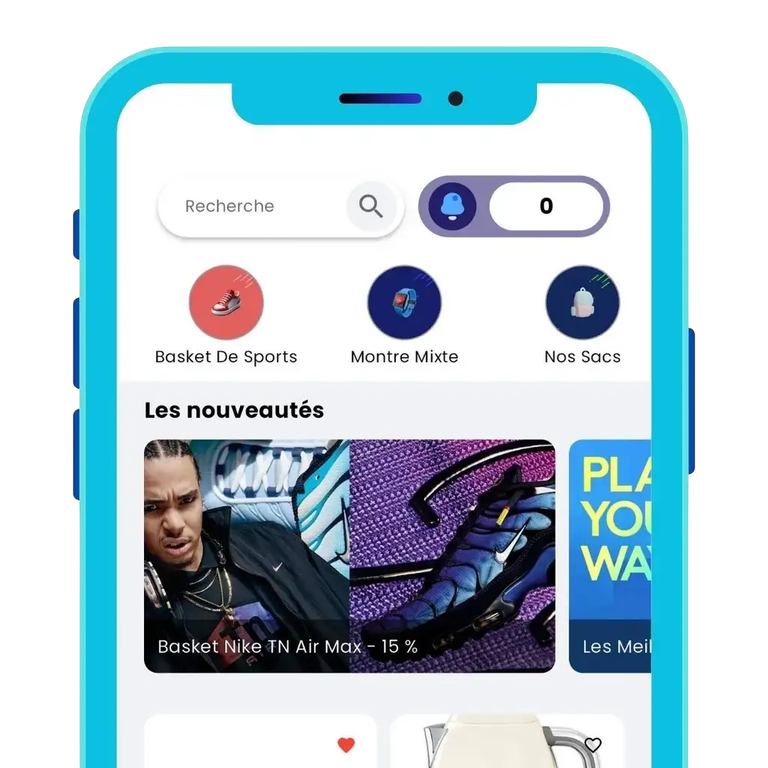 Recherche
0
Basket De Sports
Montre Mixte
Nos Sacs
Les nouveautés
PLA
YOU
WA
Basket Nike TN Air Max - 15 %
Les Meil